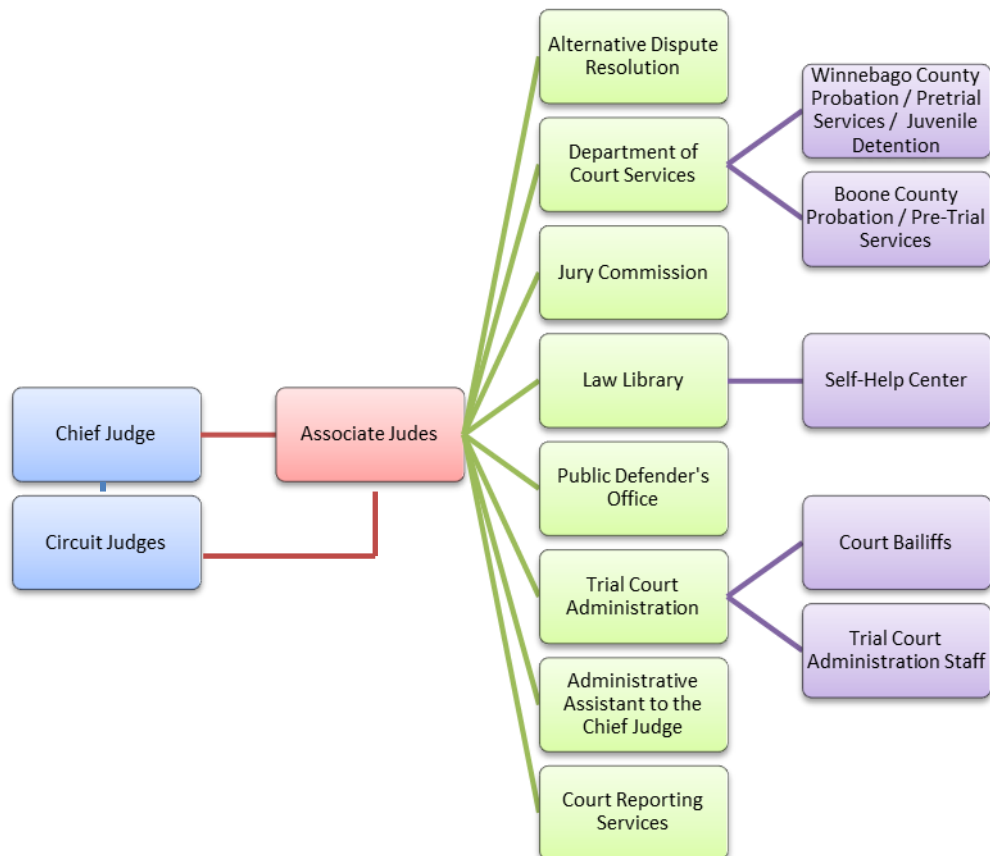 Alternative Dispute
Resolution
Winnebago County
Probation / Pretrial
Services / Juvenile
Detention
Department of
Court Services
Boone County
Probation / Pre-Trial
Services
Jury Commission
Law Library
Self-Help Center
Chief Judge
Associate Judes
Public Defender's
Office
Circuit Judges
Court Bailiffs
Trial Court
Administration
Trial Court
Administration Staff
Administrative
Assistant to the
Chief Judge
Court Reporting
Services